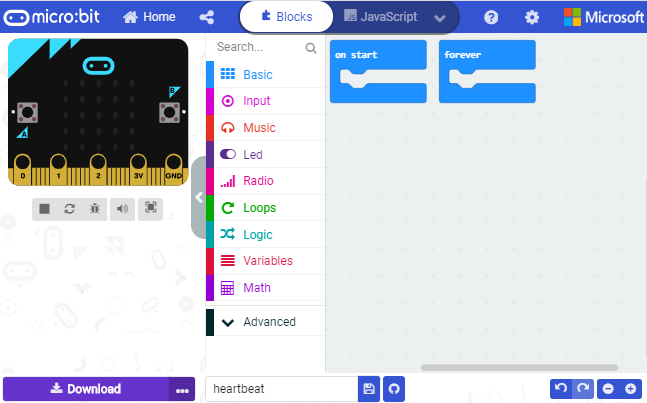 micro:bit Home Blocks JavaScript ? Microsoft
JS
Search...
Basic
Input
Music
Led
Radio
Loops
Logic
Variables
Math
Advanced
on start
forever
B
A
0 1 2 3V GND
Download ...
heartbeat